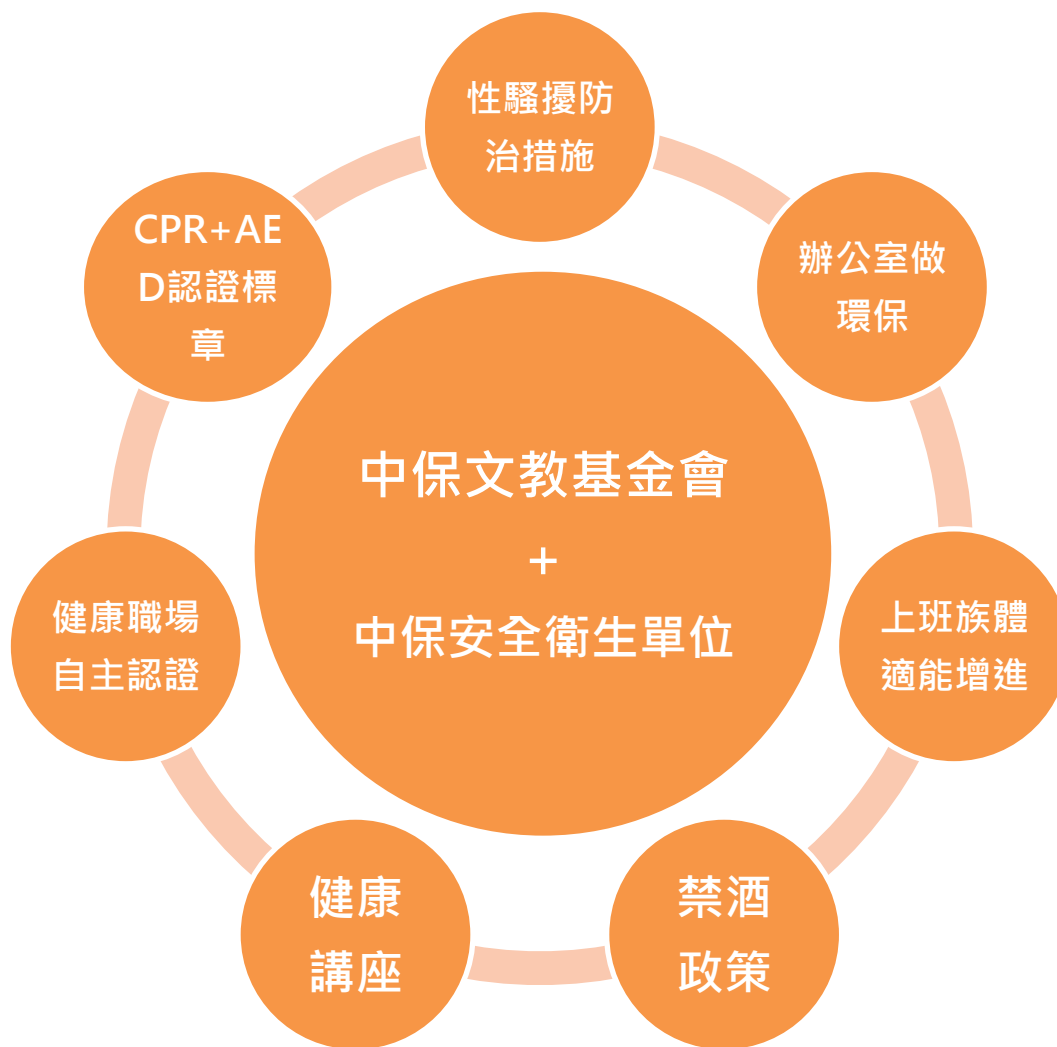 性騷擾防
治措施
辦公室做
環保
上班族體
適能增進
禁酒
政策
健康
講座
健康職場
自主認證
CPR+AE
D認證標
章
中保文教基金會
+
中保安全衛生單位